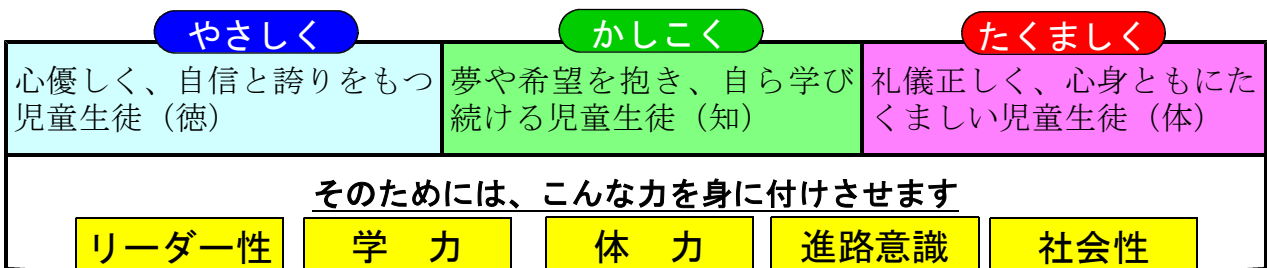 やさしく
かしこく
たくましく
心優しく、自信と誇りをもつ
児童生徒（徳）
夢や希望を抱き、自ら学び
続ける児童生徒（知）
礼儀正しく、心身ともにた
くましい児童生徒（体）
そのためには、こんな力を身に付けさせます
リーダー性
学　力
体　力
進路意識
社会性